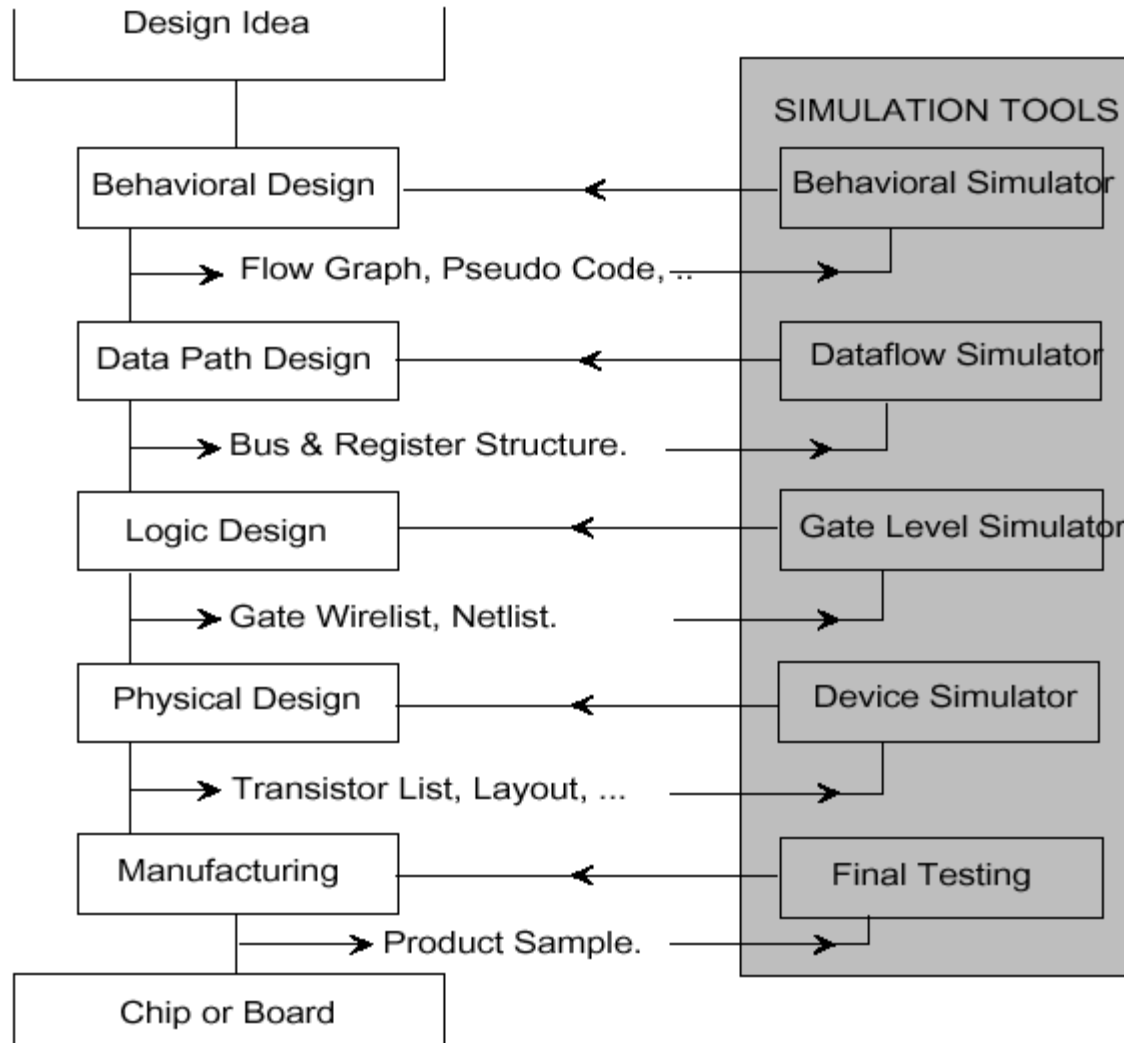 Design Idea
SIMULATION TOOLS
Behavioral Design
Behavioral Simulator
Flow Graph, Pseudo Code, ..
Data Path Design
Dataflow Simulator
Bus & Register Structure.
Logic Design
Gate Level Simulator
Gate Wirelist, Netlist.
Physical Design
Device Simulator
Transistor List, Layout, ...
Manufacturing
Final Testing
Product Sample.
Chip or Board